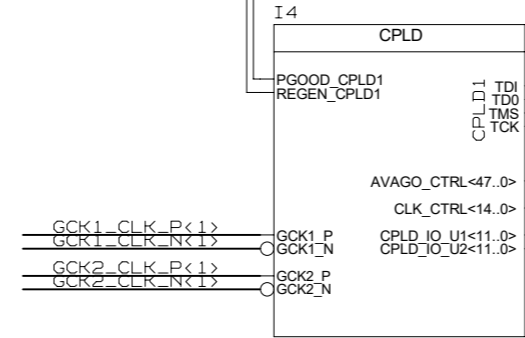 I4
CPLD
PGOOD_CPLD1
REGEN_CPLD1
CPLD1
TDI
TD0
TMS
TCK
AVAGO_CTRL<47..0>
CLK_CTRL<14..0>
GCK1_CLK_P<1>
GCK1_CLK_N<1>
GCK1_P
GCK1_N
CPLD_IO_U1<11..0>
CPLD_IO_U2<11..0>
GCK2_CLK_P<1>
GCK2_CLK_N<1>
GCK2_P
GCK2_N